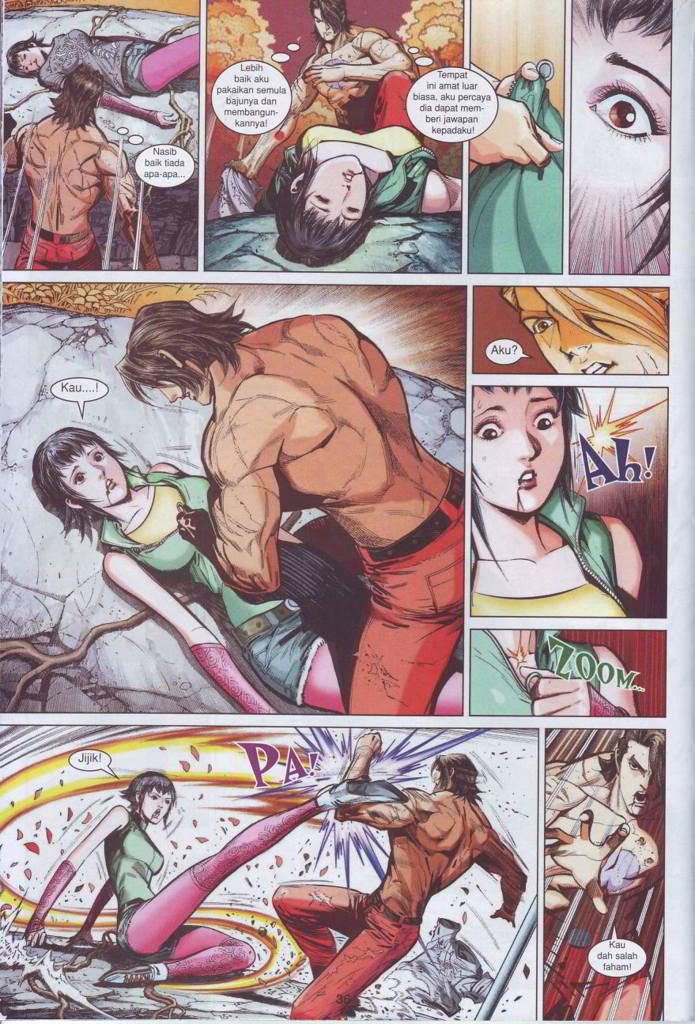 Nasib
baik tiada
apa-apa...
Lebih
baik aku
pakaikan semula
bajunya dan
membangun-
kannya!
Tempat
ini amat luar
biasa, aku percaya
dia dapat mem-
beri jawapan
kepadaku!
Kau....!
Aku?
Ah!
ZOOM...
Jijik!
PA!
Kau
dah salah
faham!
36